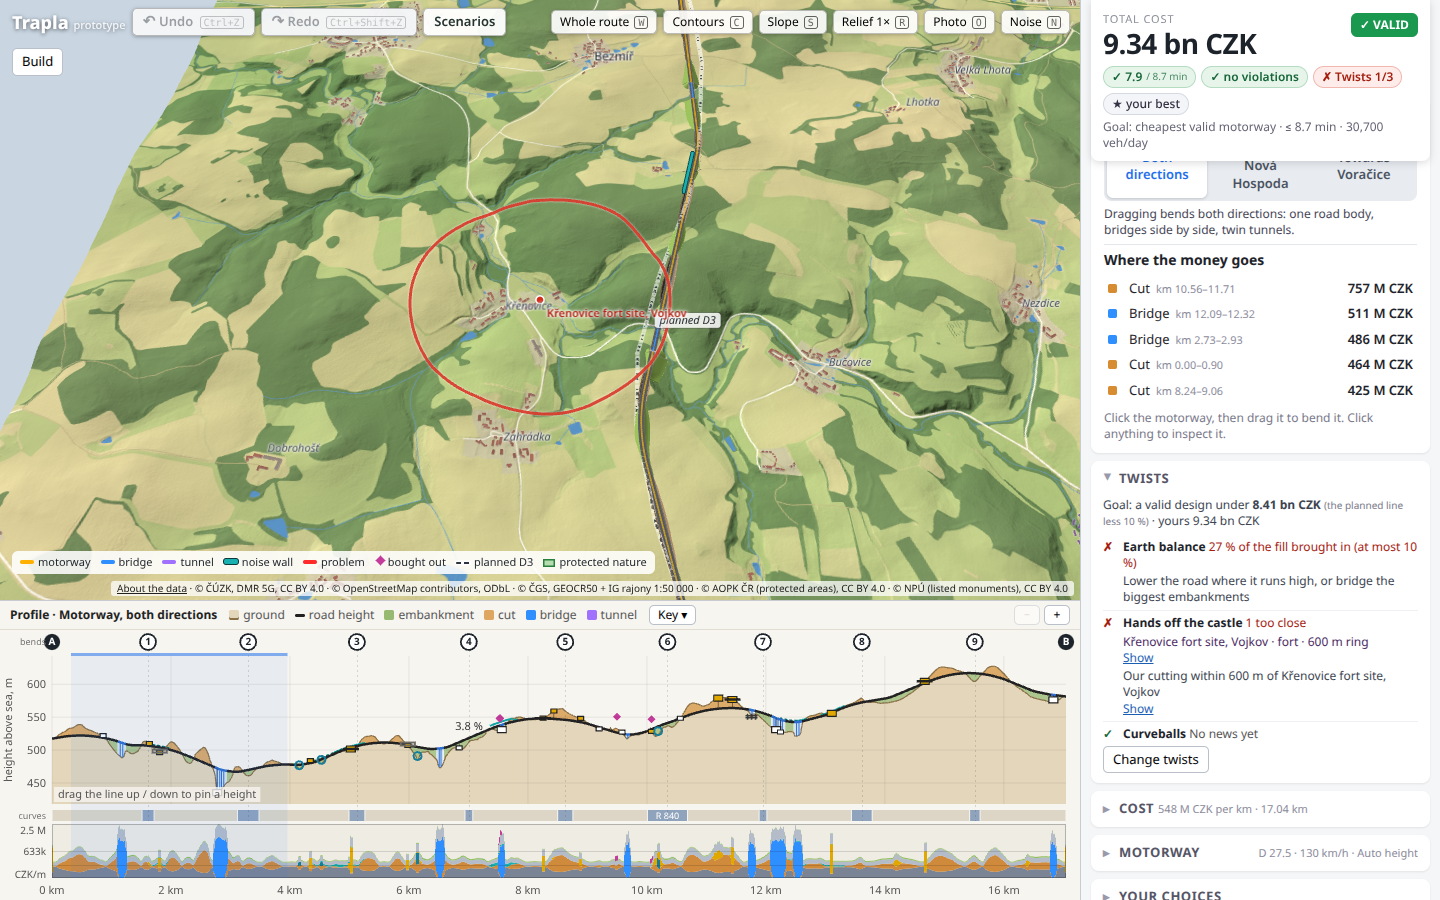 Trapla prototype
↶ Undo Ctrl+Z
↷ Redo Ctrl+Shift+Z
Scenarios
Whole route W
Contours C
Slope S
Relief 1× R
Photo O
Noise N
Build
Bezmíř
Velká Lhota
Lhotka
Křenovice
Křenovice fort site, Vojkov
planned D3
Nezdice
Bučovice
Zahrádka
Dobrohošť
motorway bridge tunnel noise wall problem bought out planned D3 protected nature
About the data · © ČÚZK, DMR 5G, CC BY 4.0 · © OpenStreetMap contributors, ODbL · © ČGS, GEOCR50 + IG rajony 1:50 000 · © AOPK ČR (protected areas), CC BY 4.0 · © NPÚ (listed monuments), CC BY 4.0
TOTAL COST
9.34 bn CZK
✓ VALID
✓ 7.9 / 8.7 min
✓ no violations
✗ Twists 1/3
★ your best
Goal: cheapest valid motorway · ≤ 8.7 min · 30,700
veh/day
directions
Nová
Hospoda
Voračice
Dragging bends both directions: one road body,
bridges side by side, twin tunnels.
Where the money goes
Cut km 10.56–11.71 757 M CZK
Bridge km 12.09–12.32 511 M CZK
Bridge km 2.73–2.93 486 M CZK
Cut km 0.00–0.90 464 M CZK
Cut km 8.24–9.06 425 M CZK
Click the motorway, then drag it to bend it. Click
anything to inspect it.
▼ TWISTS
Goal: a valid design under 8.41 bn CZK (the planned line
less 10 %) · yours 9.34 bn CZK
✗ Earth balance 27 % of the fill brought in (at most 10
%)
Lower the road where it runs high, or bridge the
biggest embankments
✗ Hands off the castle 1 too close
Křenovice fort site, Vojkov · fort · 600 m ring
Show
Our cutting within 600 m of Křenovice fort site,
Vojkov
Show
✓ Curveballs No news yet
Change twists
▶ COST 548 M CZK per km · 17.04 km
▶ MOTORWAY D 27.5 · 130 km/h · Auto height
▶ YOUR CHOICES
Profile · Motorway, both directions ground road height embankment cut bridge tunnel Key ▾ − +
bends A 1 2 3 4 5 6 7 8 9 B
height above sea, m
600
550
500
450
3.8 %
drag the line up / down to pin a height
curves R 840
2.5 M
633k
CZK/m
0 km 2 km 4 km 6 km 8 km 10 km 12 km 14 km 16 km